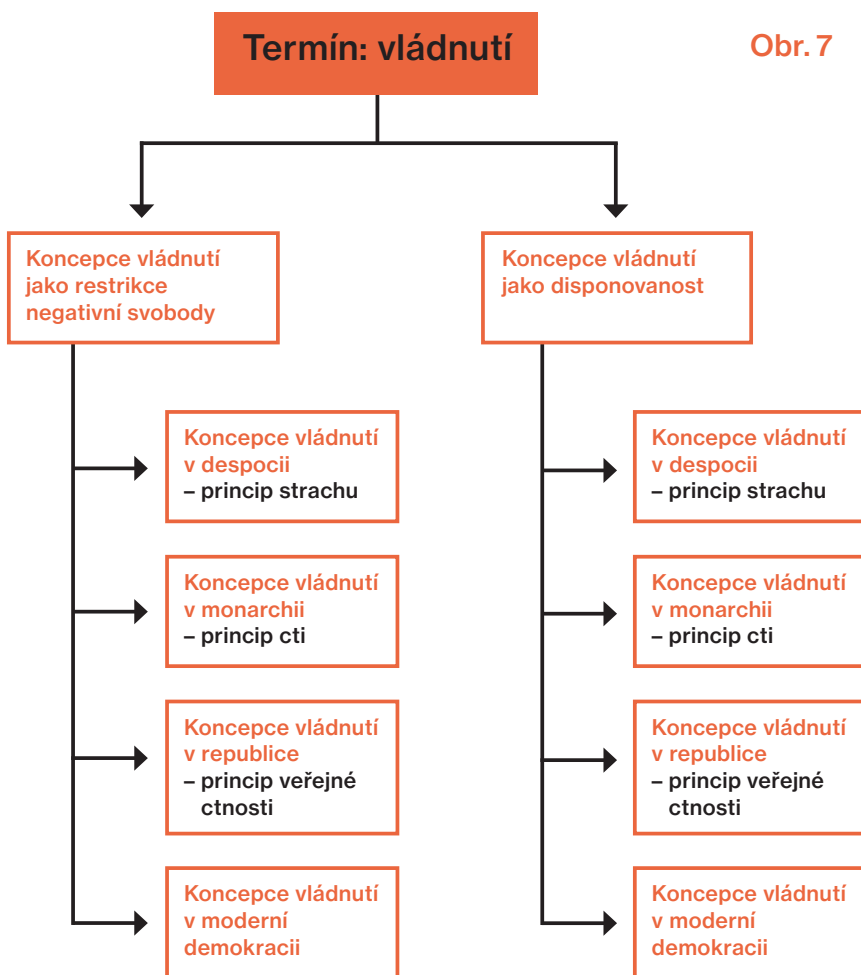 Termín: vládnutí
Obr. 7
Koncepce vládnutí
jako restrikce
negativní svobody
Koncepce vládnutí
v despocii
– princip strachu
Koncepce vládnutí
v monarchii
– princip cti
Koncepce vládnutí
v republice
– princip veřejné
ctnosti
Koncepce vládnutí
v moderní
demokracii
Koncepce vládnutí
jako disponovanost
Koncepce vládnutí
v despocii
– princip strachu
Koncepce vládnutí
v monarchii
– princip cti
Koncepce vládnutí
v republice
– princip veřejné
ctnosti
Koncepce vládnutí
v moderní
demokracii